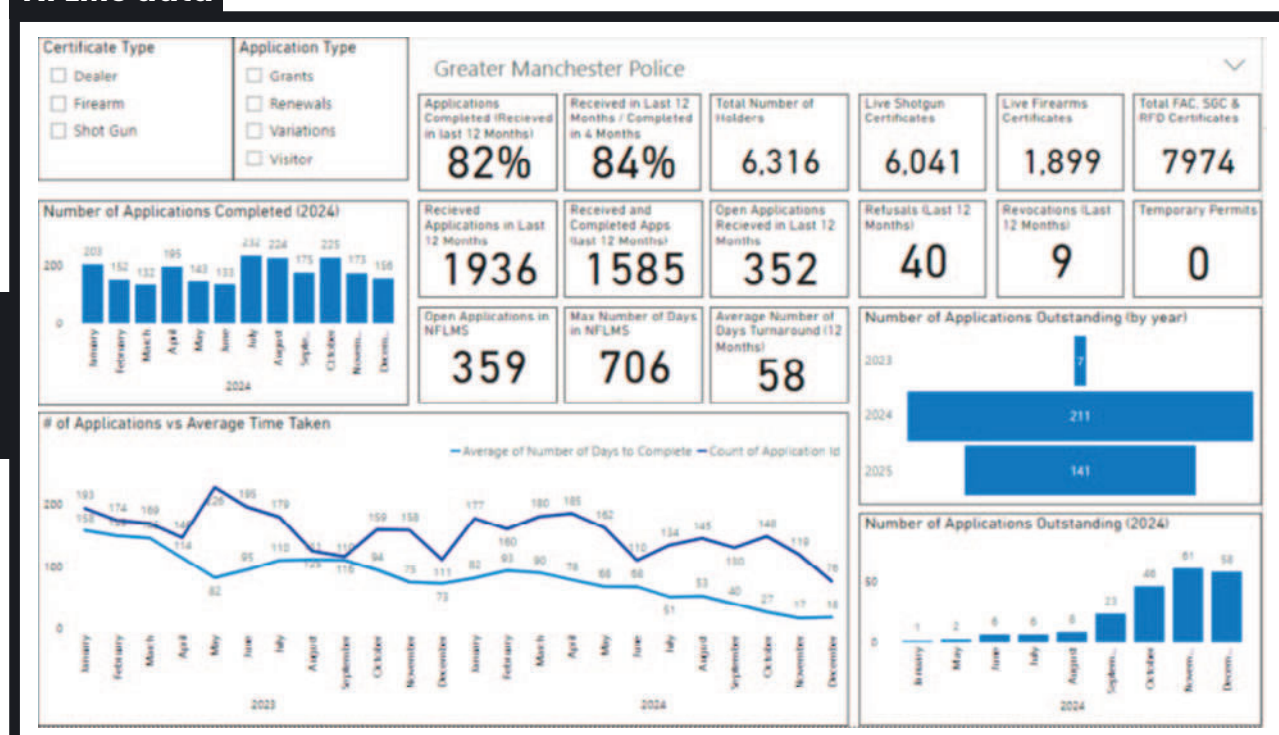 Certificate Type
Dealer
Firearm
Shot Gun
Application Type
Grants
Renewals
Variations
Visitor
Greater Manchester Police
Applications
Completed (Recieved
in last 12 Months)
82%
Received in Last 12
Months / Completed
in 4 Months
84%
Total Number of
Holders
6,316
Live Shotgun
Certificates
6,041
Live Firearms
Certificates
1,899
Total FAC, SGC &
RFD Certificates
7974
Number of Applications Completed (2024)
200
0
203
152
132
195
143
133
232
224
175
225
173
156
January
February
March
April
May
June
July
August
Septe...
October
Novem...
Decem...
2024
Recieved
Applications in Last
12 Months
1936
Received and
Completed Apps
(last 12 Months)
1585
Open Applications
Recieved in Last 12
Months
352
Refusals (Last 12
Months)
40
Revocations (Last
12 Months)
9
Temporary Permits
0
Open Applications in
NFLMS
359
Max Number of Days
in NFLMS
706
Average Number of
Days Turnaround (12
Months)
58
Number of Applications Outstanding (by year)
2023
7
2024
211
2025
141
# of Applications vs Average Time Taken
Average of Number of Days to Complete
Count of Application Id
200
100
0
193
174
169
226
195
179
110
159
158
111
177
160
180
185
162
110
134
145
130
148
119
76
158
114
82
95
110
116
94
75
73
82
93
90
78
68
68
51
53
40
27
17
18
January
February
March
April
May
June
July
August
September
October
November
December
January
February
March
April
May
June
July
August
September
October
November
December
2023
2024
Number of Applications Outstanding (2024)
50
0
1
2
6
6
8
23
46
61
58
January
May
June
July
August
Septem...
October
Novem...
Decem...
2024